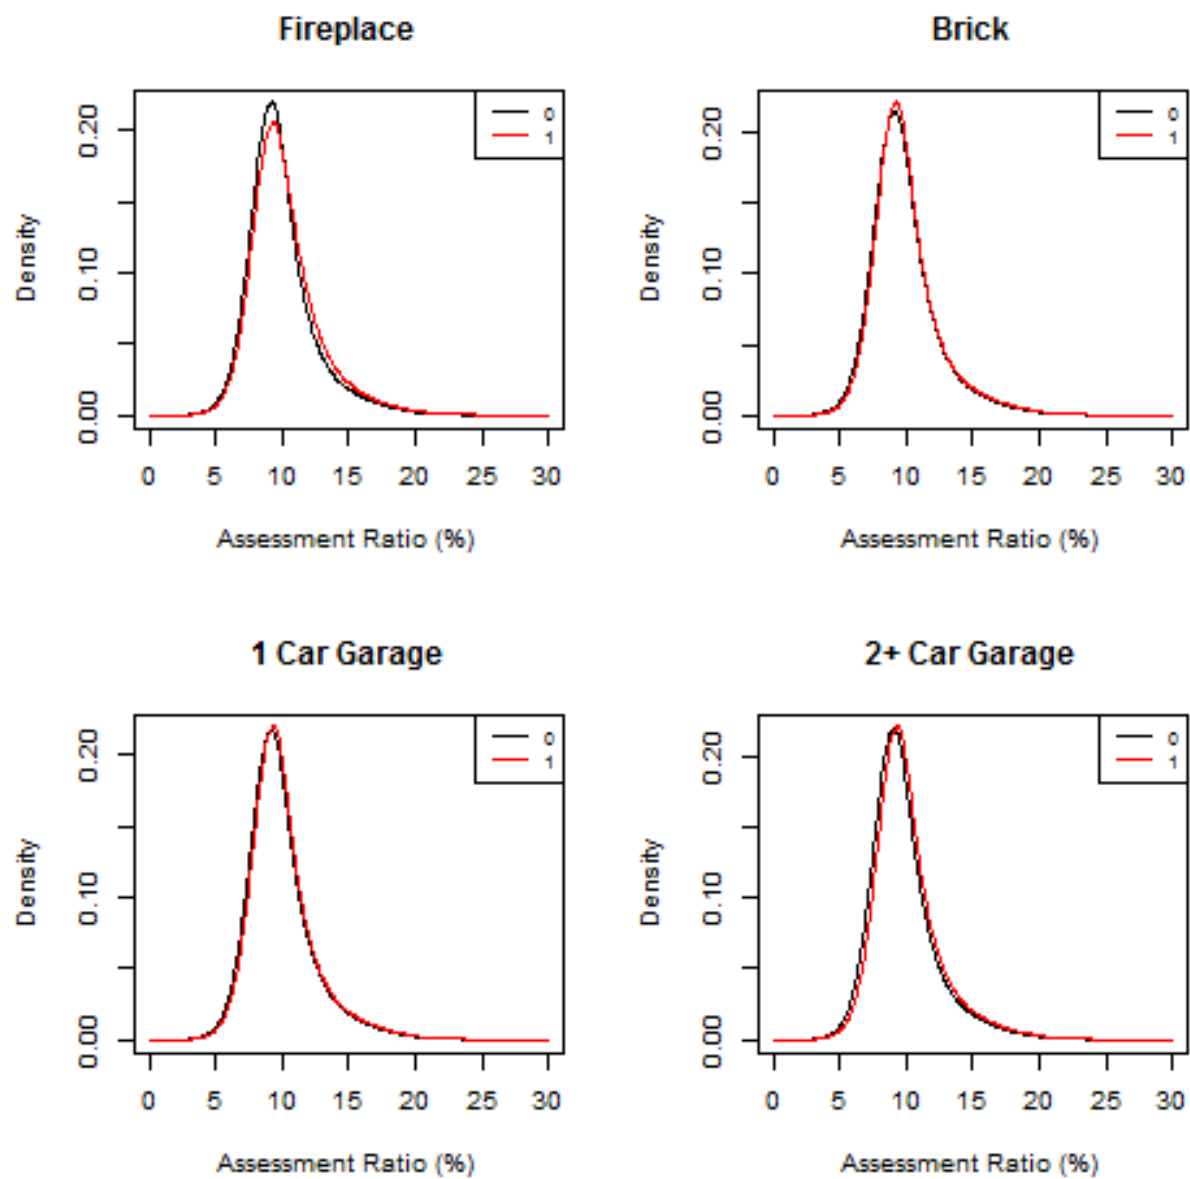 Fireplace
Density
0.00 0.10 0.20
0
1
0 5 10 15 20 25 30
Assessment Ratio (%)
Brick
Density
0.00 0.10 0.20
0
1
0 5 10 15 20 25 30
Assessment Ratio (%)
1 Car Garage
Density
0.00 0.10 0.20
0
1
0 5 10 15 20 25 30
Assessment Ratio (%)
2+ Car Garage
Density
0.00 0.10 0.20
0
1
0 5 10 15 20 25 30
Assessment Ratio (%)